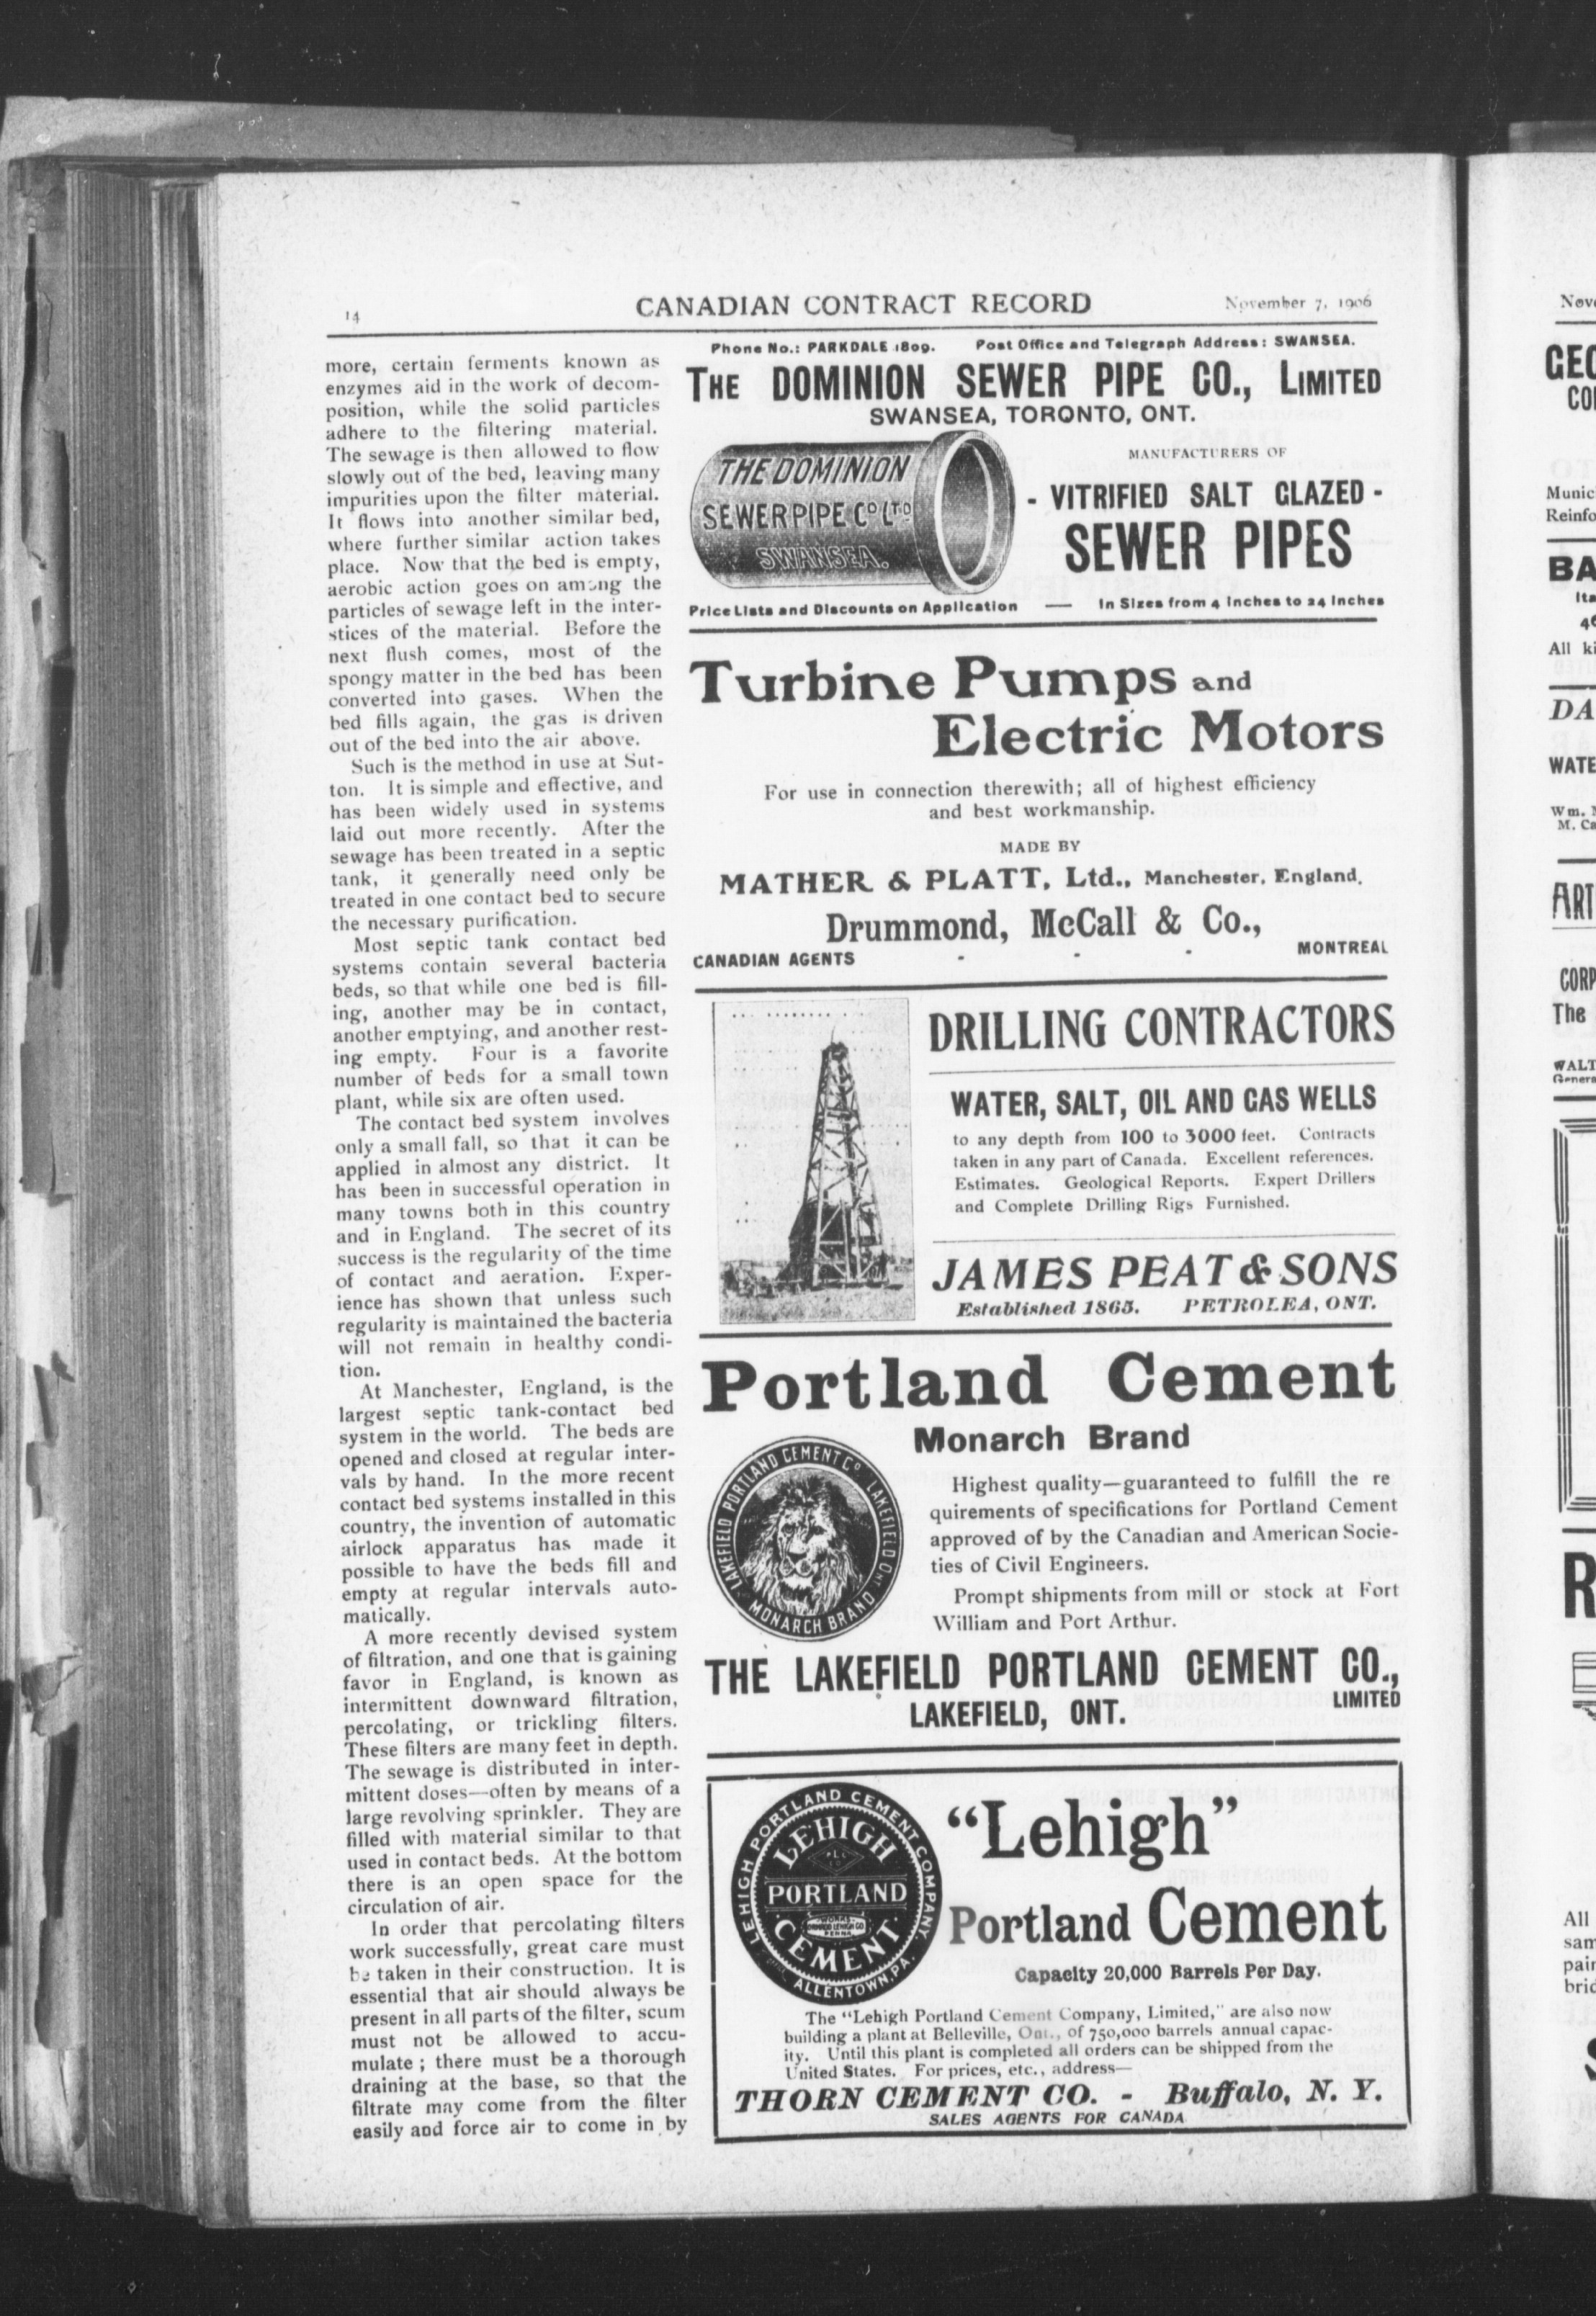 14
CANADIAN CONTRACT RECORD
November 7, 1906
more, certain ferments known as
enzymes aid in the work of decom-
position, while the solid particles
adhere to the filtering material.
The sewage is then allowed to flow
slowly out of the bed, leaving many
impurities upon the filter material.
It flows into another similar bed,
where further similar action takes
place. Now that the bed is empty,
aerobic action goes on among the
particles of sewage left in the inter-
stices of the material. Before the
next flush comes, most of the
spongy matter in the bed has been
converted into gases. When the
bed fills again, the gas is driven
out of the bed into the air above.
Such is the method in use at Sut-
ton. It is simple and effective, and
has been widely used in systems
laid out more recently. After the
sewage has been treated in a septic
tank, it generally need only be
treated in one contact bed to secure
the necessary purification.
Most septic tank contact bed
systems contain several bacteria
beds, so that while one bed is fill-
ing, another may be in contact,
another emptying, and another rest-
ing empty. Four is a favorite
number of beds for a small town
plant, while six are often used.
The contact bed system involves
only a small fall, so that it can be
applied in almost any district. It
has been in successful operation in
many towns both in this country
and in England. The secret of its
success is the regularity of the time
of contact and aeration. Exper-
ience has shown that unless such
regularity is maintained the bacteria
will not remain in healthy condi-
tion.
At Manchester, England, is the
largest septic tank-contact bed
system in the world. The beds are
opened and closed at regular inter-
vals by hand. In the more recent
contact bed systems installed in this
country, the invention of automatic
airlock apparatus has made it
possible to have the beds fill and
empty at regular intervals auto-
matically.
A more recently devised system
of filtration, and one that is gaining
favor in England, is known as
intermittent downward filtration,
percolating, or trickling filters.
These filters are many feet in depth.
The sewage is distributed in inter-
mittent doses—often by means of a
large revolving sprinkler. They are
filled with material similar to that
used in contact beds. At the bottom
there is an open space for the
circulation of air.
In order that percolating filters
work successfully, great care must
be taken in their construction. It is
essential that air should always be
present in all parts of the filter, scum
must not be allowed to accu-
mulate ; there must be a thorough
draining at the base, so that the
filtrate may come from the filter
easily and force air to come in by
Phone No.: PARKDALE 1809. Post Office and Telegraph Address: SWANSEA.
THE DOMINION SEWER PIPE CO., LIMITED
SWANSEA, TORONTO, ONT.
THE DOMINION
SEWER PIPE CO LTD
SWANSEA.
MANUFACTURERS OF
- VITRIFIED SALT GLAZED -
SEWER PIPES
Price Lists and Discounts on Application — In Sizes from 4 Inches to 24 Inches
Turbine Pumps and
Electric Motors
For use in connection therewith; all of highest efficiency
and best workmanship.
MADE BY
MATHER & PLATT, Ltd., Manchester, England.
Drummond, McCall & Co.,
CANADIAN AGENTS - - - MONTREAL
DRILLING CONTRACTORS
WATER, SALT, OIL AND GAS WELLS
to any depth from 100 to 3000 feet. Contracts
taken in any part of Canada. Excellent references.
Estimates. Geological Reports. Expert Drillers
and Complete Drilling Rigs Furnished.
JAMES PEAT & SONS
Established 1865. PETROLEA, ONT.
Portland Cement
Monarch Brand
LAKEFIELD PORTLAND CEMENT Co. LAKEFIELD ONT
MONARCH BRAND
Highest quality—guaranteed to fulfill the re
quirements of specifications for Portland Cement
approved of by the Canadian and American Socie-
ties of Civil Engineers.
Prompt shipments from mill or stock at Fort
William and Port Arthur.
THE LAKEFIELD PORTLAND CEMENT CO.,
LIMITED
LAKEFIELD, ONT.
LEHIGH PORTLAND CEMENT COMPANY.
ALLENTOWN, PA.
LEHIGH
PORTLAND
CEMENT
"Lehigh"
Portland Cement
Capacity 20,000 Barrels Per Day.
The "Lehigh Portland Cement Company, Limited," are also now
building a plant at Belleville, Ont., of 750,000 barrels annual capac-
ity. Until this plant is completed all orders can be shipped from the
United States. For prices, etc., address—
THORN CEMENT CO. - Buffalo, N. Y.
SALES AGENTS FOR CANADA